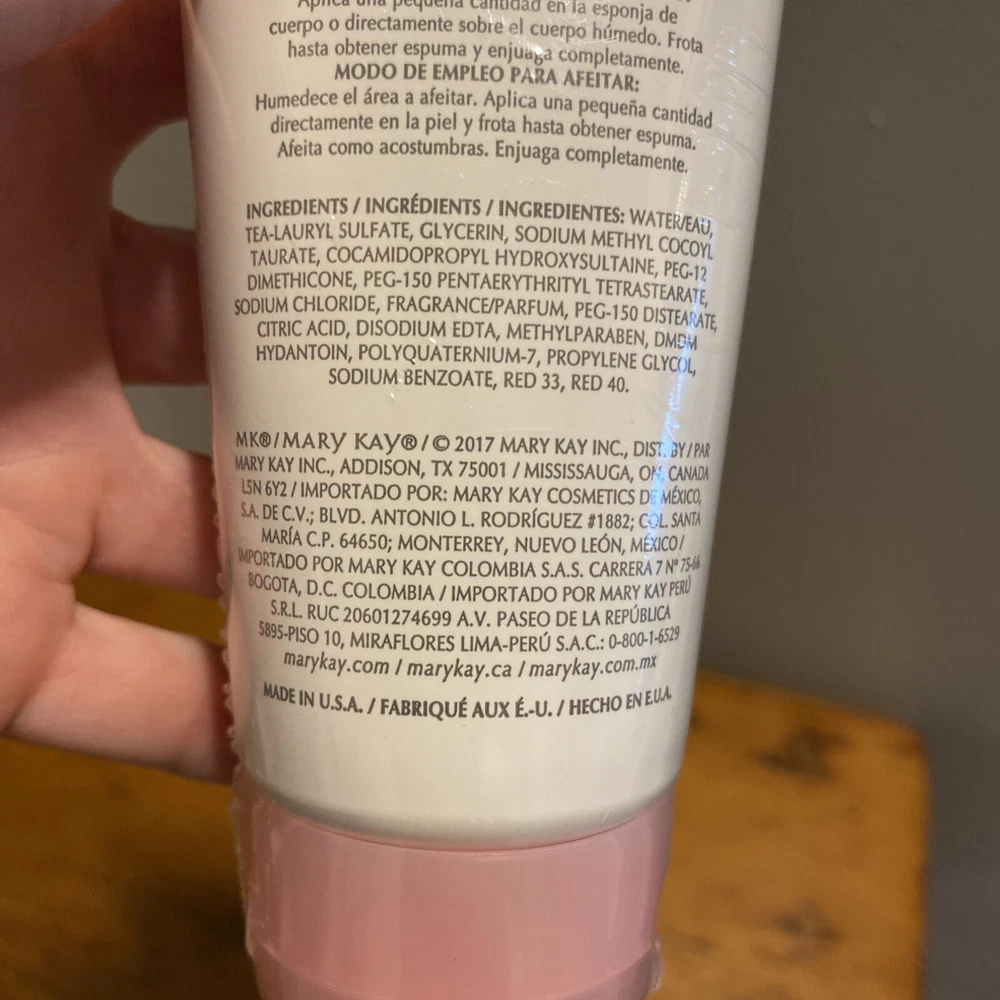 Aplica una pequeña cantidad en la esponja de
cuerpo o directamente sobre el cuerpo húmedo. Frota
hasta obtener espuma y enjuaga completamente.
MODO DE EMPLEO PARA AFEITAR:
Humedece el área a afeitar. Aplica una pequeña cantidad
directamente en la piel y frota hasta obtener espuma.
Afeita como acostumbras. Enjuaga completamente.
INGREDIENTS / INGRÉDIENTS / INGREDIENTES: WATER/EAU,
TEA-LAURYL SULFATE, GLYCERIN, SODIUM METHYL COCOYL
TAURATE, COCAMIDOPROPYL HYDROXYSULTAINE, PEG-12
DIMETHICONE, PEG-150 PENTAERYTHRITYL TETRASTEARATE,
SODIUM CHLORIDE, FRAGRANCE/PARFUM, PEG-150 DISTEARATE,
CITRIC ACID, DISODIUM EDTA, METHYLPARABEN, DMDM
HYDANTOIN, POLYQUATERNIUM-7, PROPYLENE GLYCOL,
SODIUM BENZOATE, RED 33, RED 40.
MK®/MARY KAY®/© 2017 MARY KAY INC., DIST. BY/PAR
MARY KAY INC., ADDISON, TX 75001 / MISSISSAUGA, ON, CANADA
L5N 6Y2 / IMPORTADO POR: MARY KAY COSMETICS DE MÉXICO,
S.A. DE C.V.; BLVD. ANTONIO L. RODRÍGUEZ #1882; COL. SANTA
MARÍA C.P. 64650; MONTERREY, NUEVO LEÓN, MÉXICO /
IMPORTADO POR MARY KAY COLOMBIA S.A.S. CARRERA 7 Nº 75-66
BOGOTA, D.C. COLOMBIA / IMPORTADO POR MARY KAY PERÚ
S.R.L. RUC 20601274699 A.V. PASEO DE LA REPÚBLICA
5895-PISO 10, MIRAFLORES LIMA-PERÚ S.A.C.: 0-800-1-6529
marykay.com / marykay.ca / marykay.com.mx
MADE IN U.S.A. / FABRIQUÉ AUX É.-U. / HECHO EN E.U.A.